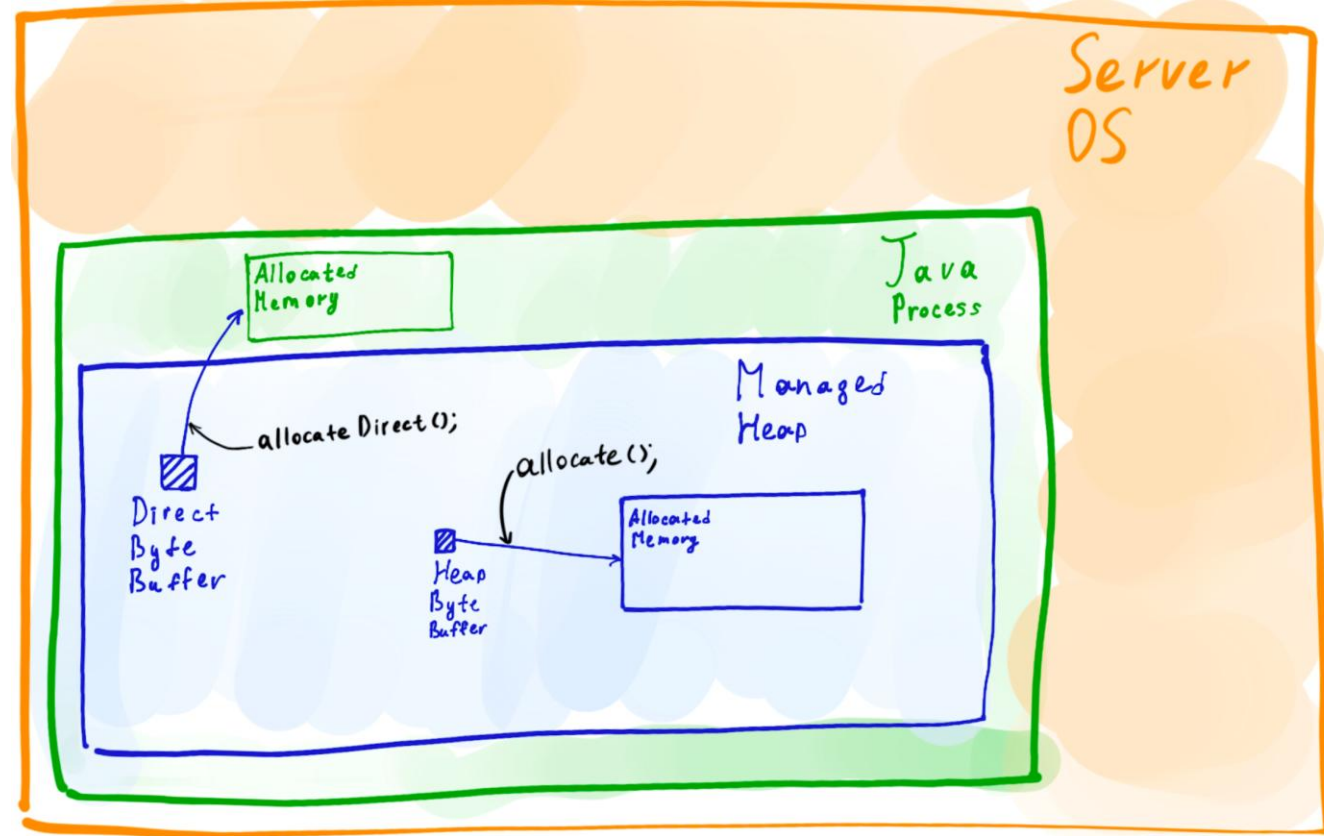 Server
OS
Java
Process
Allocated
Memory
Managed
Heap
allocateDirect();
allocate();
Direct
Byte
Buffer
Allocated
Memory
Heap
Byte
Buffer